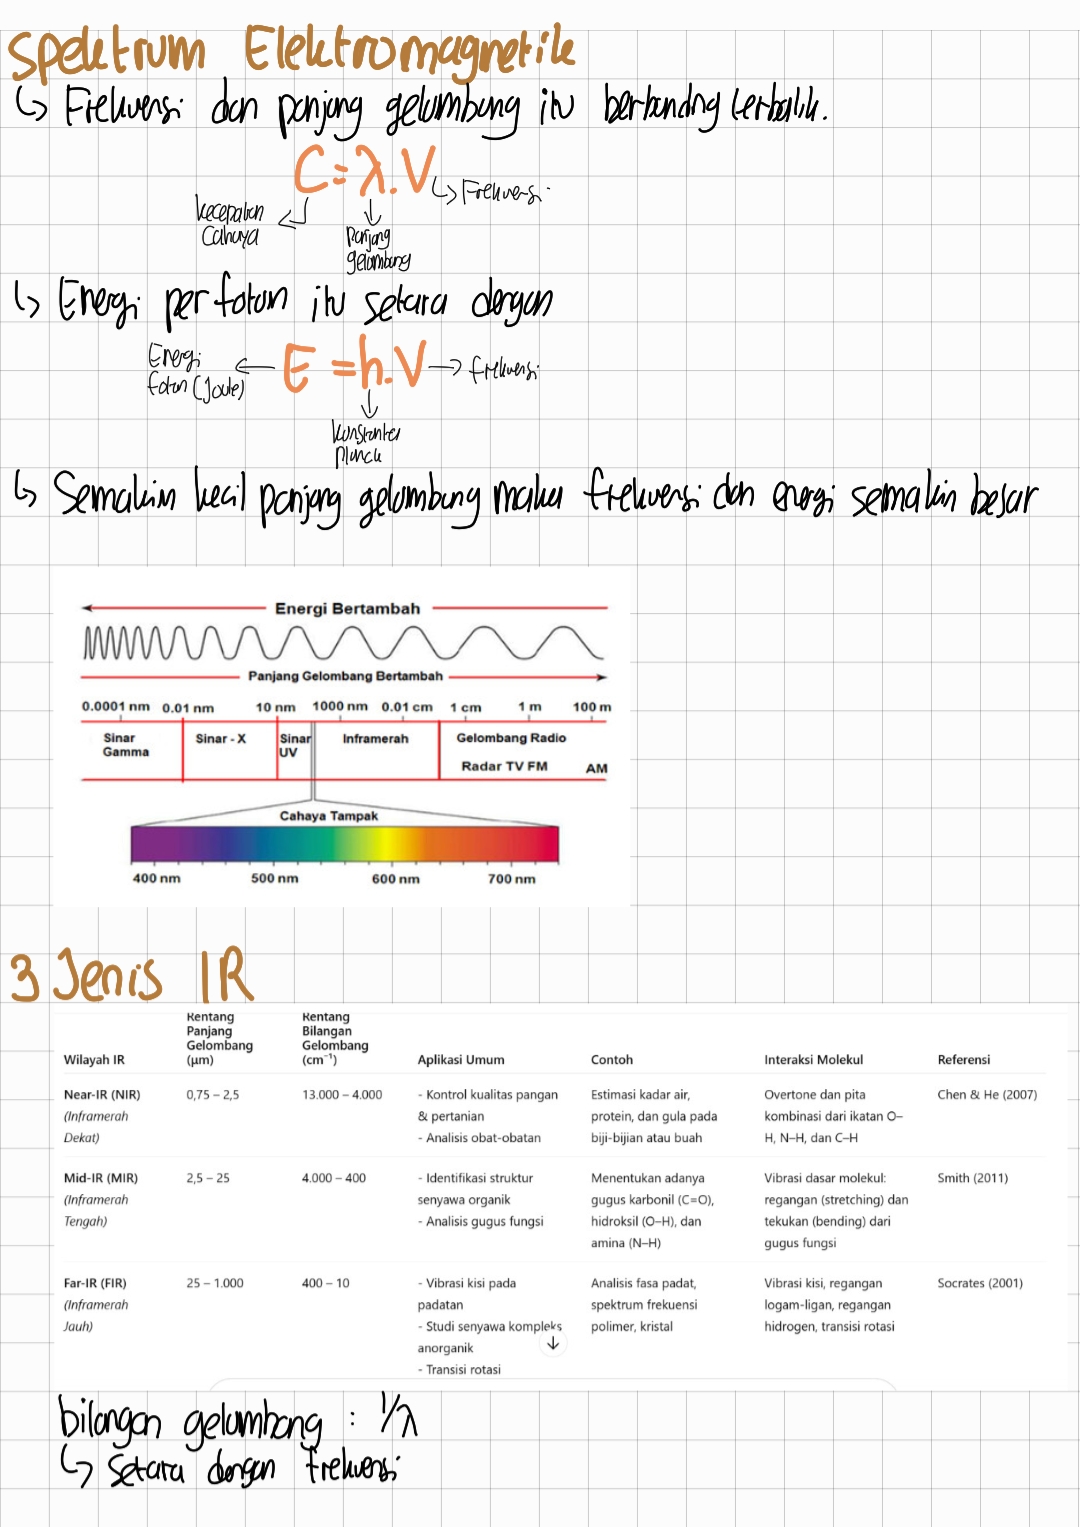 Spektrum Elektromagnetik
↳ Frekuensi dan panjang gelombang itu berbanding terbalik.
C = λ . V
↳ Frekuensi
kecepatan
Cahaya
Panjang
gelombang
↳ Energi per foton itu setara dengan
E = h . V
Energi
foton (Joule)
→ frekuensi
konstanta
Planck
↳ Semakin kecil panjang gelombang maka frekuensi dan energi semakin besar
Energi Bertambah
Panjang Gelombang Bertambah
0.0001 nm 0.01 nm 10 nm 1000 nm 0.01 cm 1 cm 1 m 100 m
Sinar Gamma
Sinar - X
Sinar UV
Inframerah
Gelombang Radio
Radar TV FM AM
Cahaya Tampak
400 nm 500 nm 600 nm 700 nm
3 Jenis IR
Wilayah IR
Rentang
Panjang
Gelombang
(μm)
Rentang
Bilangan
Gelombang
(cm⁻¹)
Aplikasi Umum
Contoh
Interaksi Molekul
Referensi
Near-IR (NIR)
(Inframerah
Dekat)
0,75 – 2,5
13.000 – 4.000
- Kontrol kualitas pangan
& pertanian
- Analisis obat-obatan
Estimasi kadar air,
protein, dan gula pada
biji-bijian atau buah
Overtone dan pita
kombinasi dari ikatan O–
H, N–H, dan C–H
Chen & He (2007)
Mid-IR (MIR)
(Inframerah
Tengah)
2,5 – 25
4.000 – 400
- Identifikasi struktur
senyawa organik
- Analisis gugus fungsi
Menentukan adanya
gugus karbonil (C=O),
hidroksil (O–H), dan
amina (N–H)
Vibrasi dasar molekul:
regangan (stretching) dan
tekukan (bending) dari
gugus fungsi
Smith (2011)
Far-IR (FIR)
(Inframerah
Jauh)
25 – 1.000
400 – 10
- Vibrasi kisi pada
padatan
- Studi senyawa kompleks
anorganik
- Transisi rotasi
Analisis fasa padat,
spektrum frekuensi
polimer, kristal
Vibrasi kisi, regangan
logam-ligan, regangan
hidrogen, transisi rotasi
Socrates (2001)
bilangan gelombang : 1/λ
↳ Setara dengan frekuensi